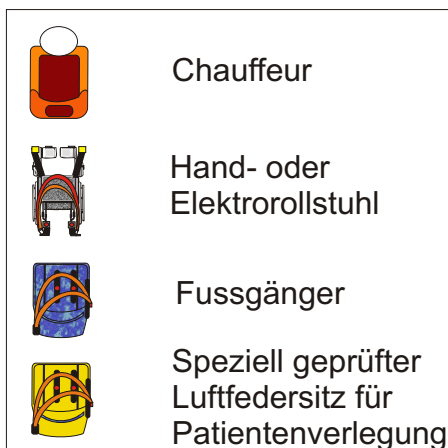 Chauffeur
Hand- oder
Elektrorollstuhl
Fussgänger
Speziell geprüfter
Luftfedersitz für
Patientenverlegung